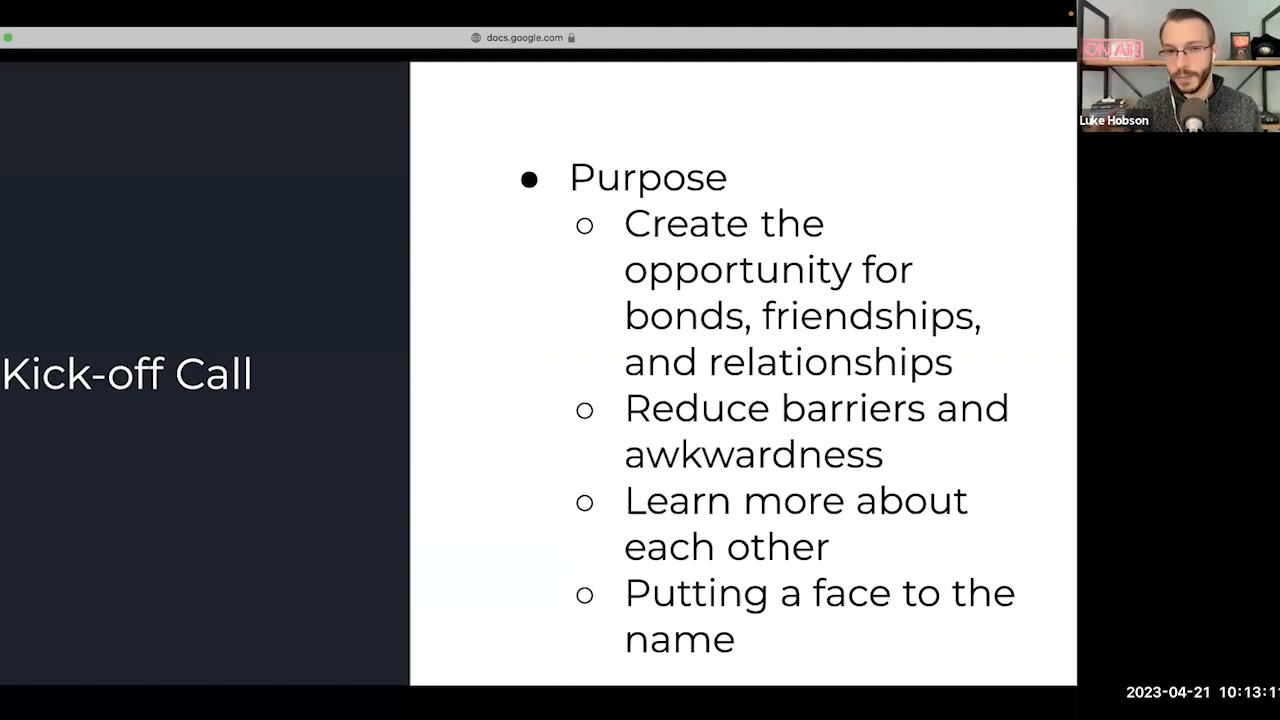 docs.google.com
ON AIR
Luke Hobson
Kick-off Call
● Purpose
○ Create the
opportunity for
bonds, friendships,
and relationships
○ Reduce barriers and
awkwardness
○ Learn more about
each other
○ Putting a face to the
name
2023-04-21 10:13:1